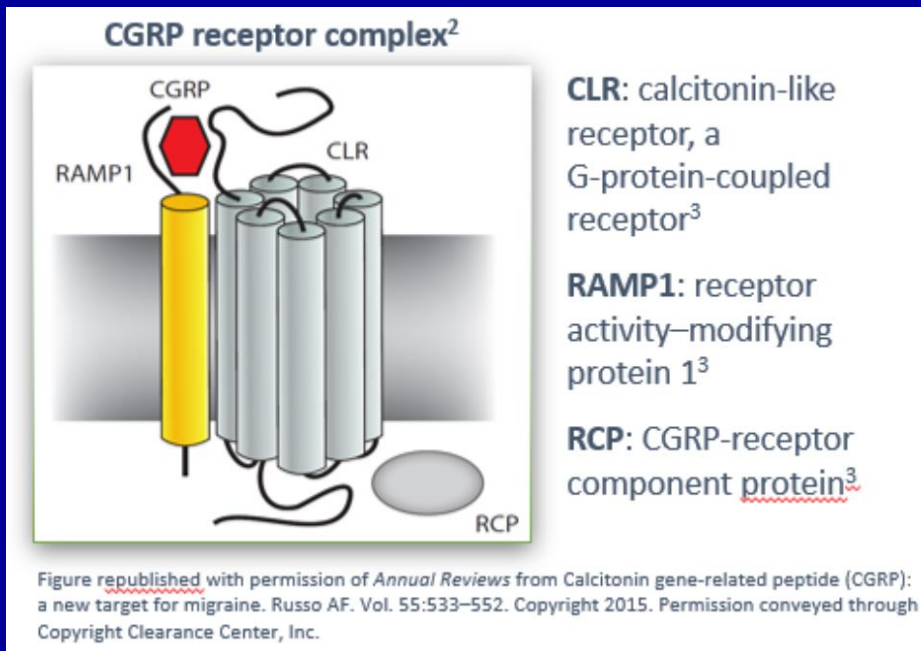 CGRP receptor complex²
CGRP
RAMP1
CLR
RCP
CLR: calcitonin-like
receptor, a
G-protein-coupled
receptor³
RAMP1: receptor
activity–modifying
protein 1³
RCP: CGRP-receptor
component protein³
Figure republished with permission of Annual Reviews from Calcitonin gene-related peptide (CGRP):
a new target for migraine. Russo AF. Vol. 55:533–552. Copyright 2015. Permission conveyed through
Copyright Clearance Center, Inc.